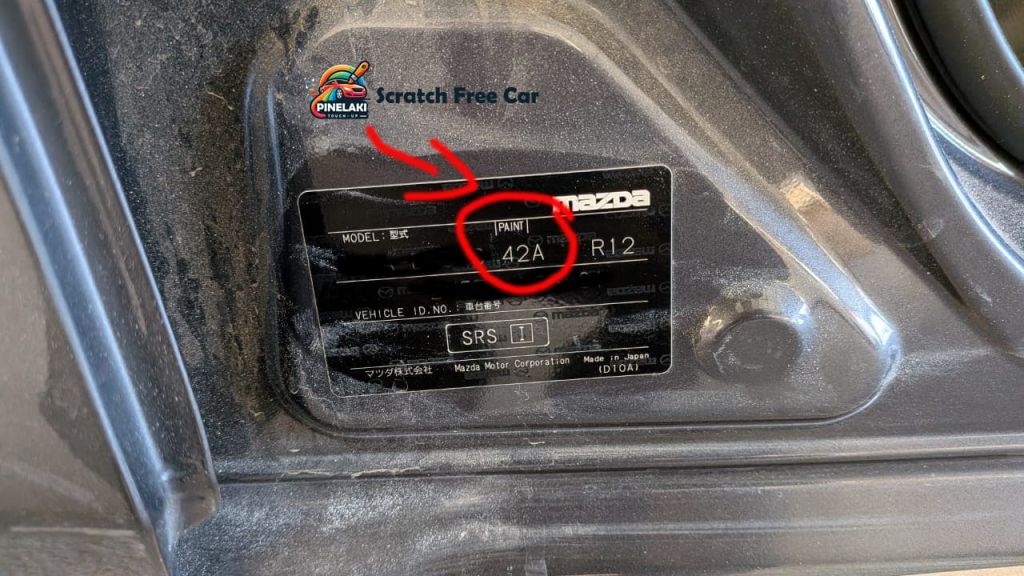 PINELAKI
TOUCH-UP
Scratch Free Car
mazda
MODEL:型式
PAINT
42A R12
VEHICLE ID.NO.:車台番号
SRS I
マツダ株式会社 Mazda Motor Corporation Made in Japan
(D10A)